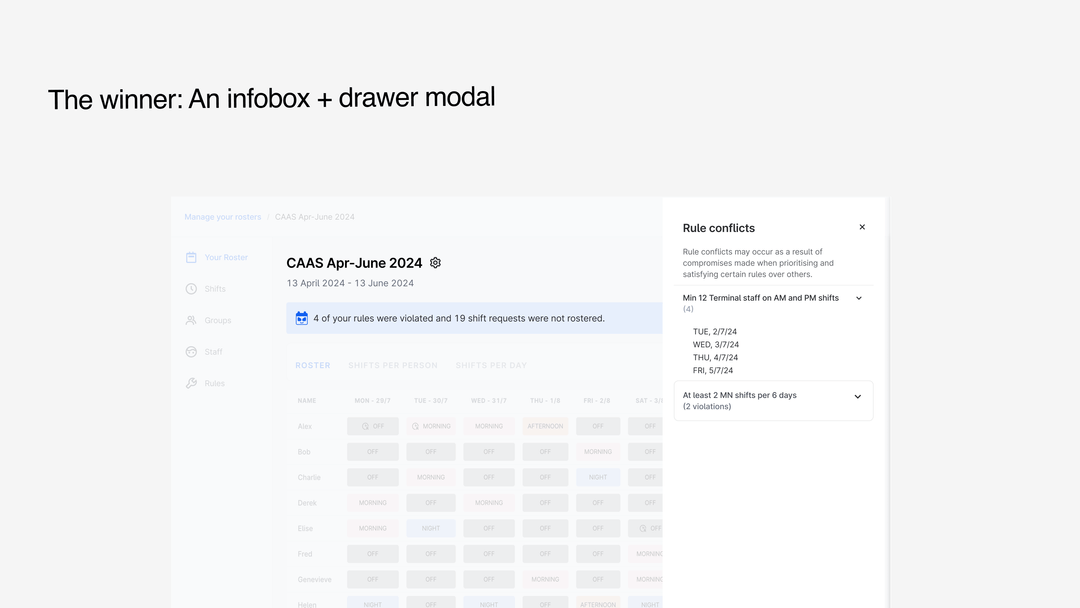 The winner: An infobox + drawer modal
Manage your rosters | CAAS Apr-June 2024
Your Roster
Shifts
Groups
Staff
Rules
CAAS Apr-June 2024
13 April 2024 - 13 June 2024
4 of your rules were violated and 19 shift requests were not rostered.
ROSTER SHIFTS PER PERSON SHIFTS PER DAY
NAME MON - 29/7 TUE - 30/7 WED - 31/7 THU - 1/8 FRI - 2/8 SAT - 3/
Alex OFF MORNING MORNING AFTERNOON OFF OFF
Bob OFF OFF OFF OFF MORNING OFF
Charlie OFF MORNING OFF OFF NIGHT OFF
Derek MORNING OFF MORNING OFF OFF OFF
Elise MORNING NIGHT OFF OFF OFF OFF
Fred OFF OFF OFF OFF OFF MORNING
Genevieve OFF OFF OFF MORNING OFF MORNING
Helen NIGHT OFF NIGHT OFF AFTERNOON NIGHT
Rule conflicts
Rule conflicts may occur as a result of
compromises made when prioritising and
satisfying certain rules over others.
Min 12 Terminal staff on AM and PM shifts
(4)
TUE, 2/7/24
WED, 3/7/24
THU, 4/7/24
FRI, 5/7/24
At least 2 MN shifts per 6 days
(2 violations)